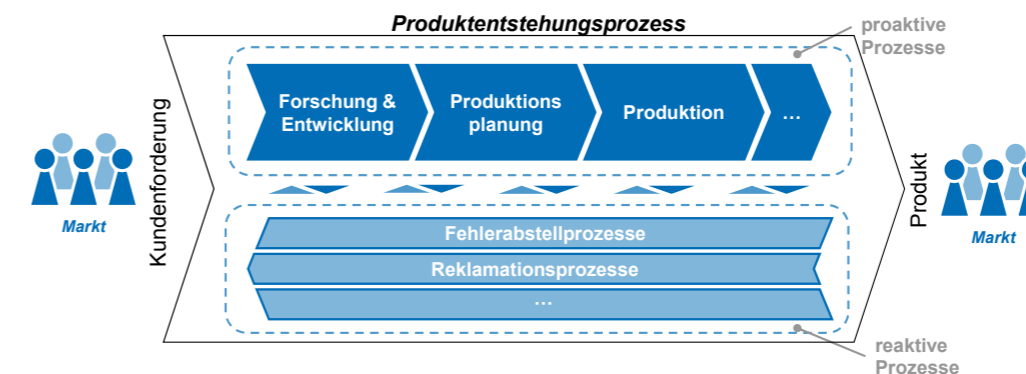 Produktentstehungsprozess
proaktive
Prozesse
Forschung &
Entwicklung
Produktions
planung
Produktion
...
Kundenforderung
Markt
Produkt
Markt
Fehlerabstellprozesse
Reklamationsprozesse
...
reaktive
Prozesse